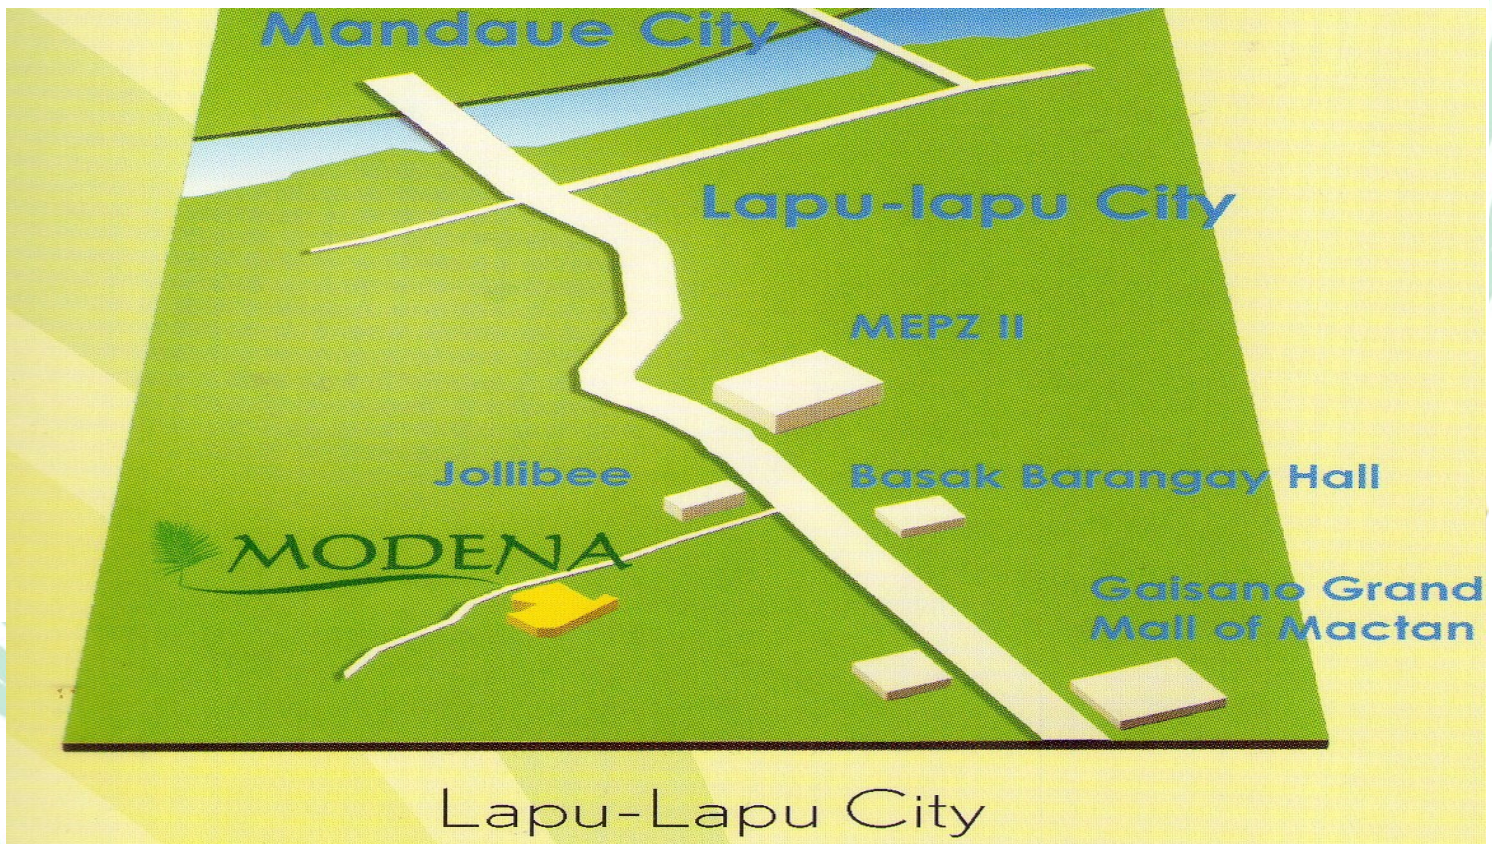 Mandaue City
Lapu-lapu City
MEPZ II
Jollibee
Basak Barangay Hall
MODENA
Gaisano Grand
Mall of Mactan
Lapu-Lapu City